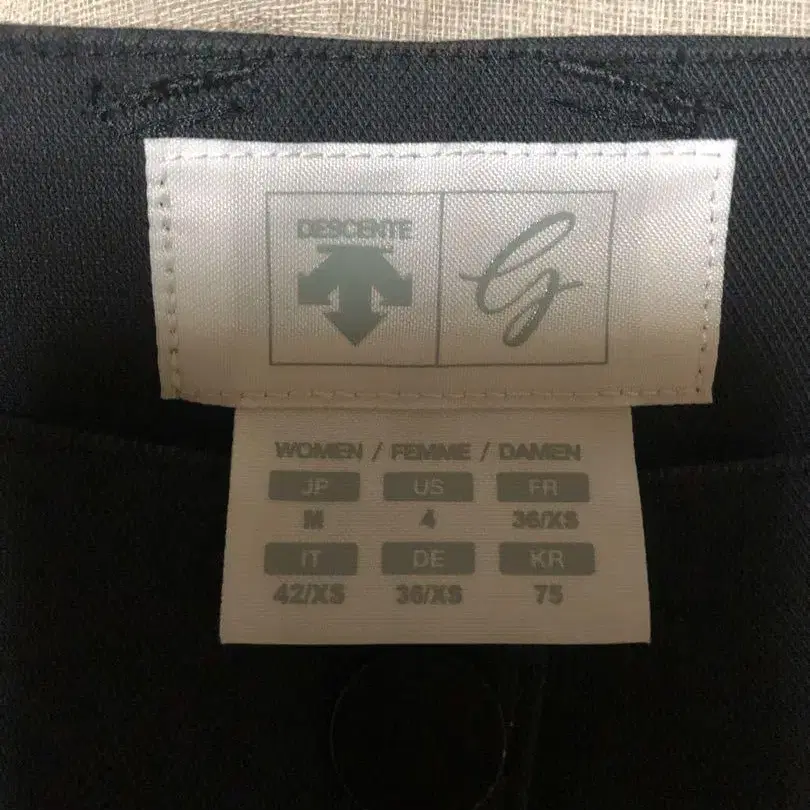 DESCENTE
G
WOMEN / FEMME / DAMEN
JP US FR
M 4 36/XS
IT DE KR
42/XS 36/XS 75